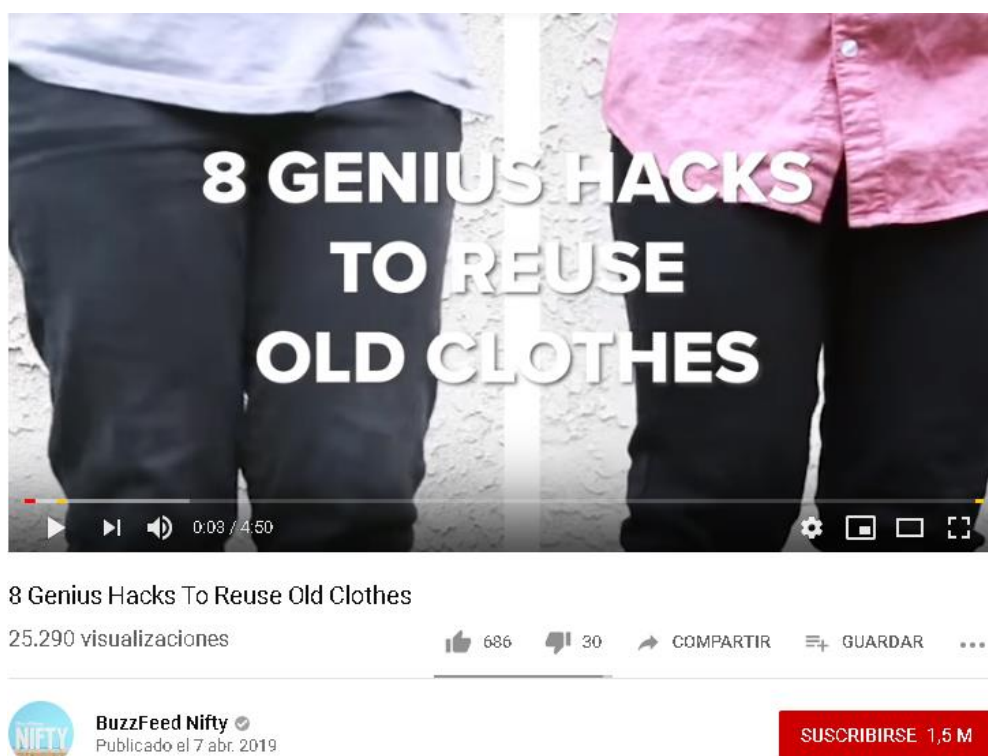 8 GENIUS HACKS
TO REUSE
OLD CLOTHES
0:03 / 4:50
8 Genius Hacks To Reuse Old Clothes
25.290 visualizaciones
686
30
COMPARTIR
GUARDAR
NIFTY
BuzzFeed Nifty
Publicado el 7 abr. 2019
SUSCRIBIRSE 1,5 M